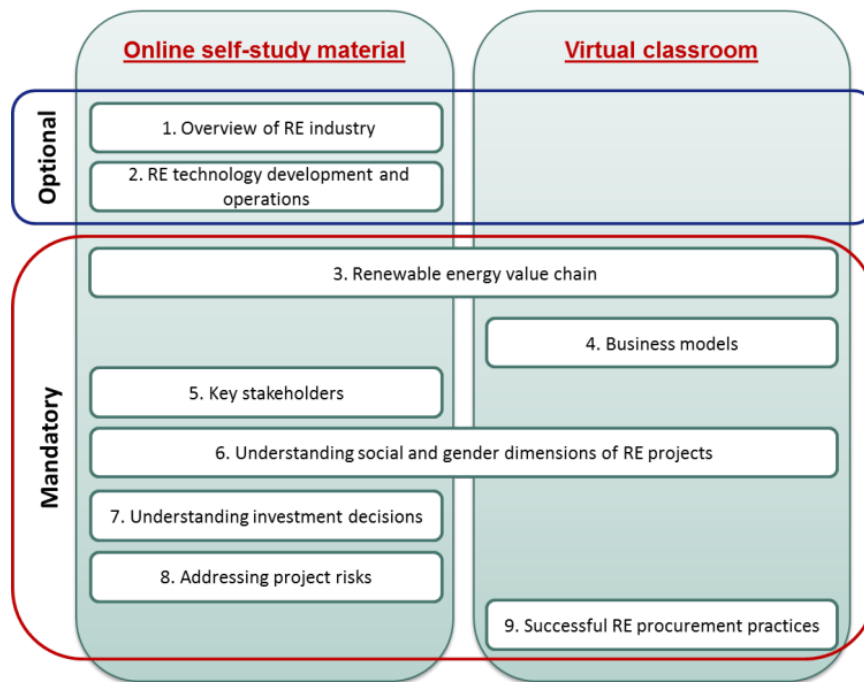 Online self-study material
Virtual classroom
Optional
1. Overview of RE industry
2. RE technology development and
operations
Mandatory
3. Renewable energy value chain
4. Business models
5. Key stakeholders
6. Understanding social and gender dimensions of RE projects
7. Understanding investment decisions
8. Addressing project risks
9. Successful RE procurement practices